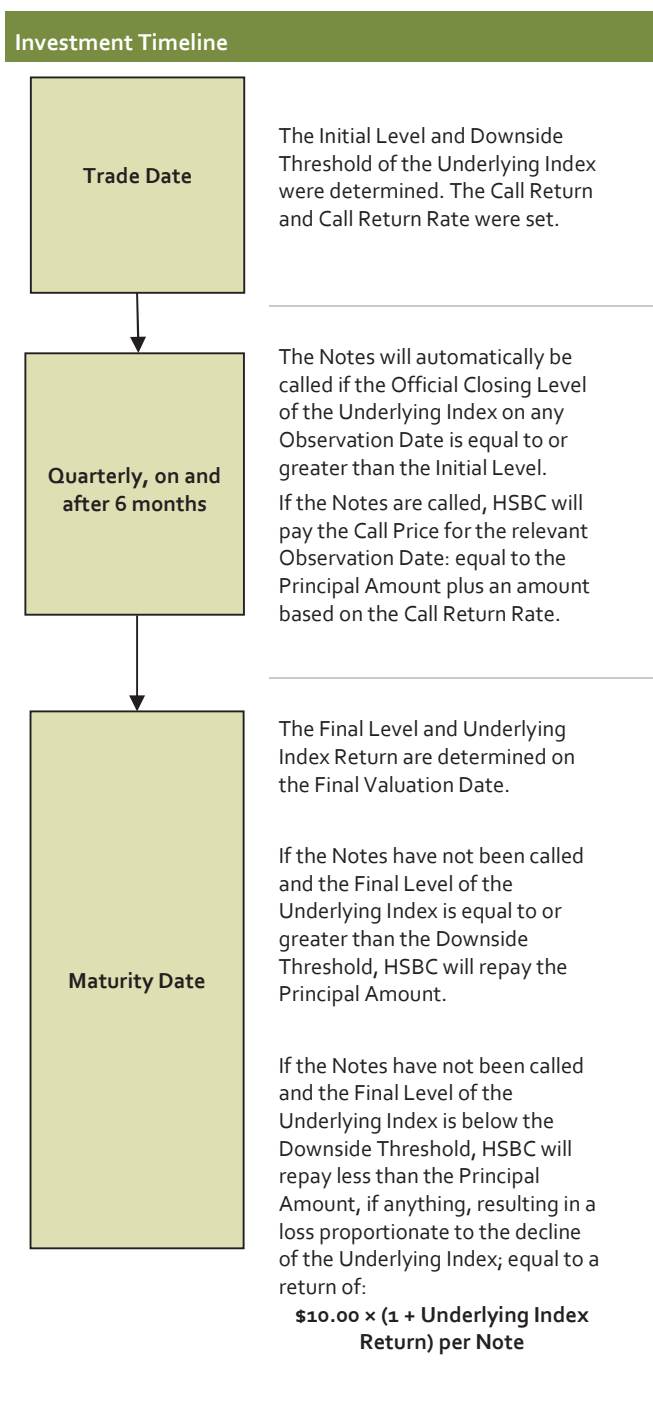 Investment Timeline
Trade Date
The Initial Level and Downside
Threshold of the Underlying Index
were determined. The Call Return
and Call Return Rate were set.
Quarterly, on and
after 6 months
The Notes will automatically be
called if the Official Closing Level
of the Underlying Index on any
Observation Date is equal to or
greater than the Initial Level.
If the Notes are called, HSBC will
pay the Call Price for the relevant
Observation Date: equal to the
Principal Amount plus an amount
based on the Call Return Rate.
Maturity Date
The Final Level and Underlying
Index Return are determined on
the Final Valuation Date.
If the Notes have not been called
and the Final Level of the
Underlying Index is equal to or
greater than the Downside
Threshold, HSBC will repay the
Principal Amount.
If the Notes have not been called
and the Final Level of the
Underlying Index is below the
Downside Threshold, HSBC will
repay less than the Principal
Amount, if anything, resulting in a
loss proportionate to the decline
of the Underlying Index; equal to a
return of:
$10.00 × (1 + Underlying Index
Return) per Note